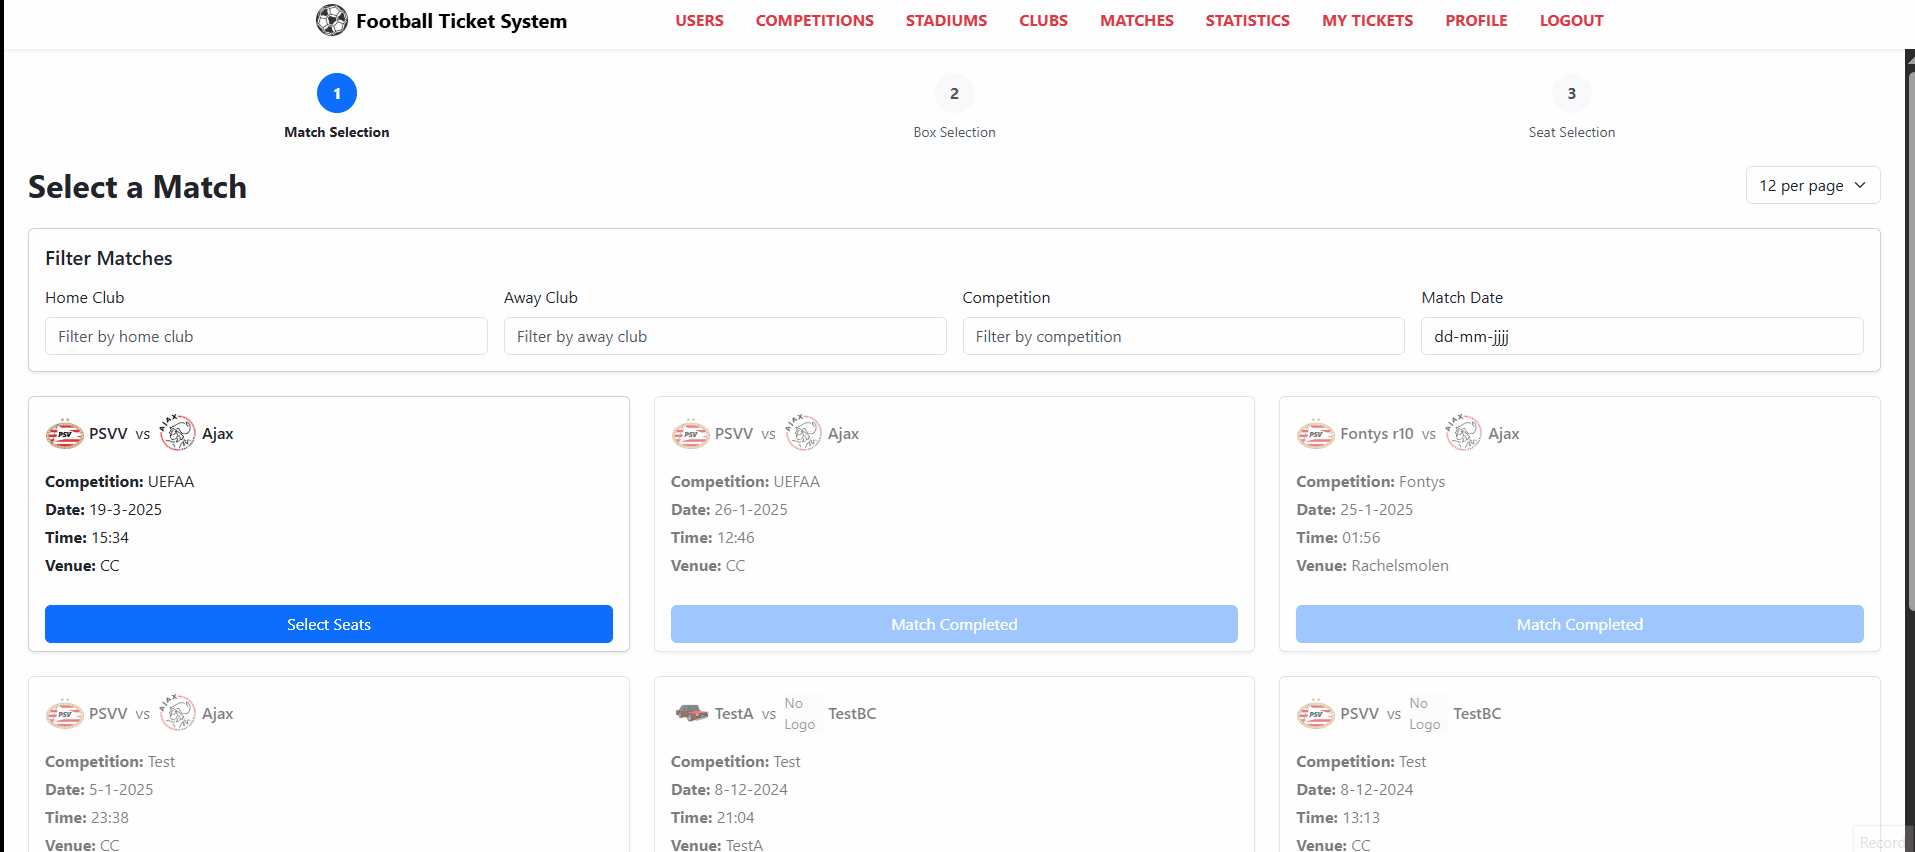 Football Ticket System
USERS COMPETITIONS STADIUMS CLUBS MATCHES STATISTICS MY TICKETS PROFILE LOGOUT
1 2 3
Match Selection Box Selection Seat Selection
Select a Match
12 per page
Filter Matches
Home Club Away Club Competition Match Date
Filter by home club Filter by away club Filter by competition dd-mm-jjjj
PSV PSVV vs AJAX Ajax
Competition: UEFAA
Date: 19-3-2025
Time: 15:34
Venue: CC
Select Seats
PSV PSVV vs AJAX Ajax
Competition: UEFAA
Date: 26-1-2025
Time: 12:46
Venue: CC
Match Completed
PSV Fontys r10 vs AJAX Ajax
Competition: Fontys
Date: 25-1-2025
Time: 01:56
Venue: Rachelsmolen
Match Completed
PSV PSVV vs AJAX Ajax
Competition: Test
Date: 5-1-2025
Time: 23:38
Venue: CC
TestA vs No Logo TestBC
Competition: Test
Date: 8-12-2024
Time: 21:04
Venue: TestA
PSV PSVV vs No Logo TestBC
Competition: Test
Date: 8-12-2024
Time: 13:13
Venue: CC
Record